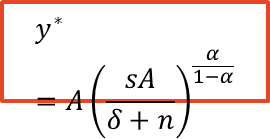 y*
= A(sA/(δ + n))^(α/(1−α))